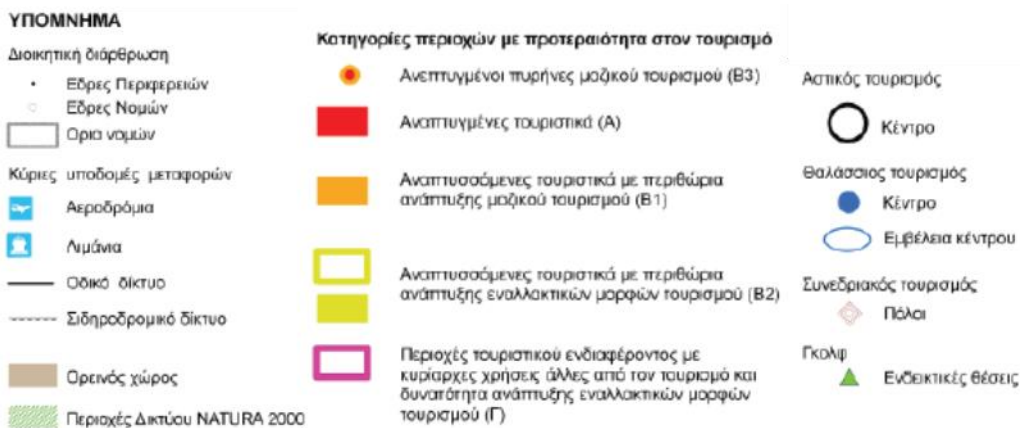 ΥΠΟΜΝΗΜΑ
Διοικητική διάρθρωση
Εδρες Περιφερειών
Εδρες Νομών
Ορια νομών
Κύριες υποδομές μεταφορών
Αεροδρόμια
Λιμάνια
Οδικό δίκτυο
Σιδηροδρομικό δίκτυο
Ορεινός χώρος
Περιοχές Δικτύου NATURA 2000
Κατηγορίες περιοχών με προτεραιότητα στον τουρισμό
Ανεπτυγμένοι πυρήνες μαζικού τουρισμού (Β3)
Αναπτυγμένες τουριστικά (Α)
Αναπτυσσόμενες τουριστικά με περιθώρια
ανάπτυξης μαζικού τουρισμού (Β1)
Αναπτυσσόμενες τουριστικά με περιθώρια
ανάπτυξης εναλλακτικών μορφών τουρισμού (Β2)
Περιοχές τουριστικού ενδιαφέροντος με
κυρίαρχες χρήσεις άλλες από τον τουρισμό και
δυνατότητα ανάπτυξης εναλλακτικών μορφών
τουρισμού (Γ)
Αστικός τουρισμός
Κέντρο
Θαλάσσιος τουρισμός
Κέντρο
Εμβέλεια κέντρου
Συνεδριακός τουρισμός
Πόλοι
Γκολφ
Ενδεικτικές θέσεις